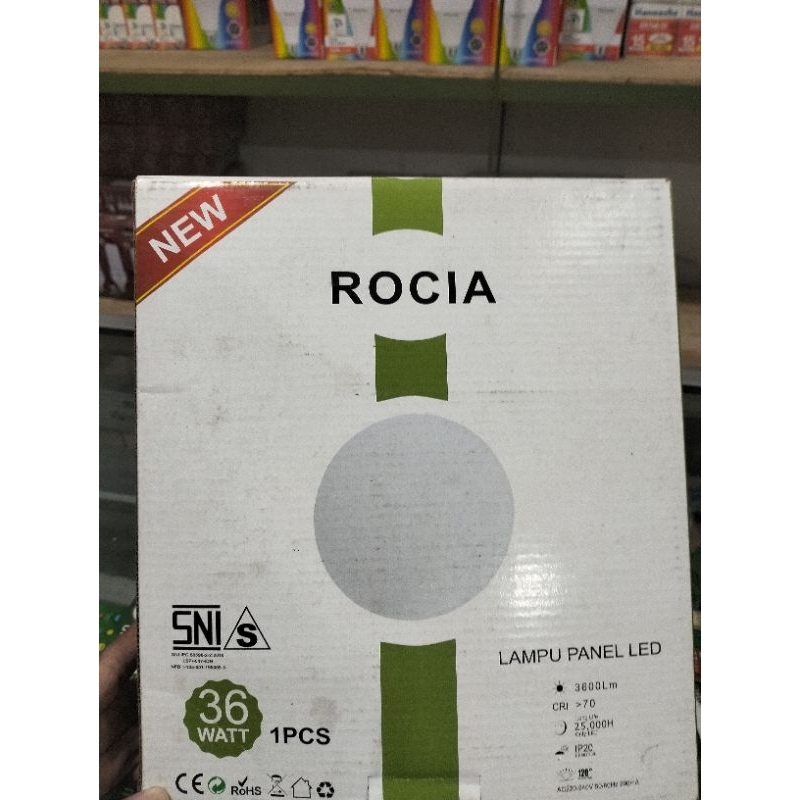 NEW
ROCIA
SNI S
36
WATT
1PCS
LAMPU PANEL LED
3600Lm
CRI >70
25,000H
IP20
120°
CE RoHS